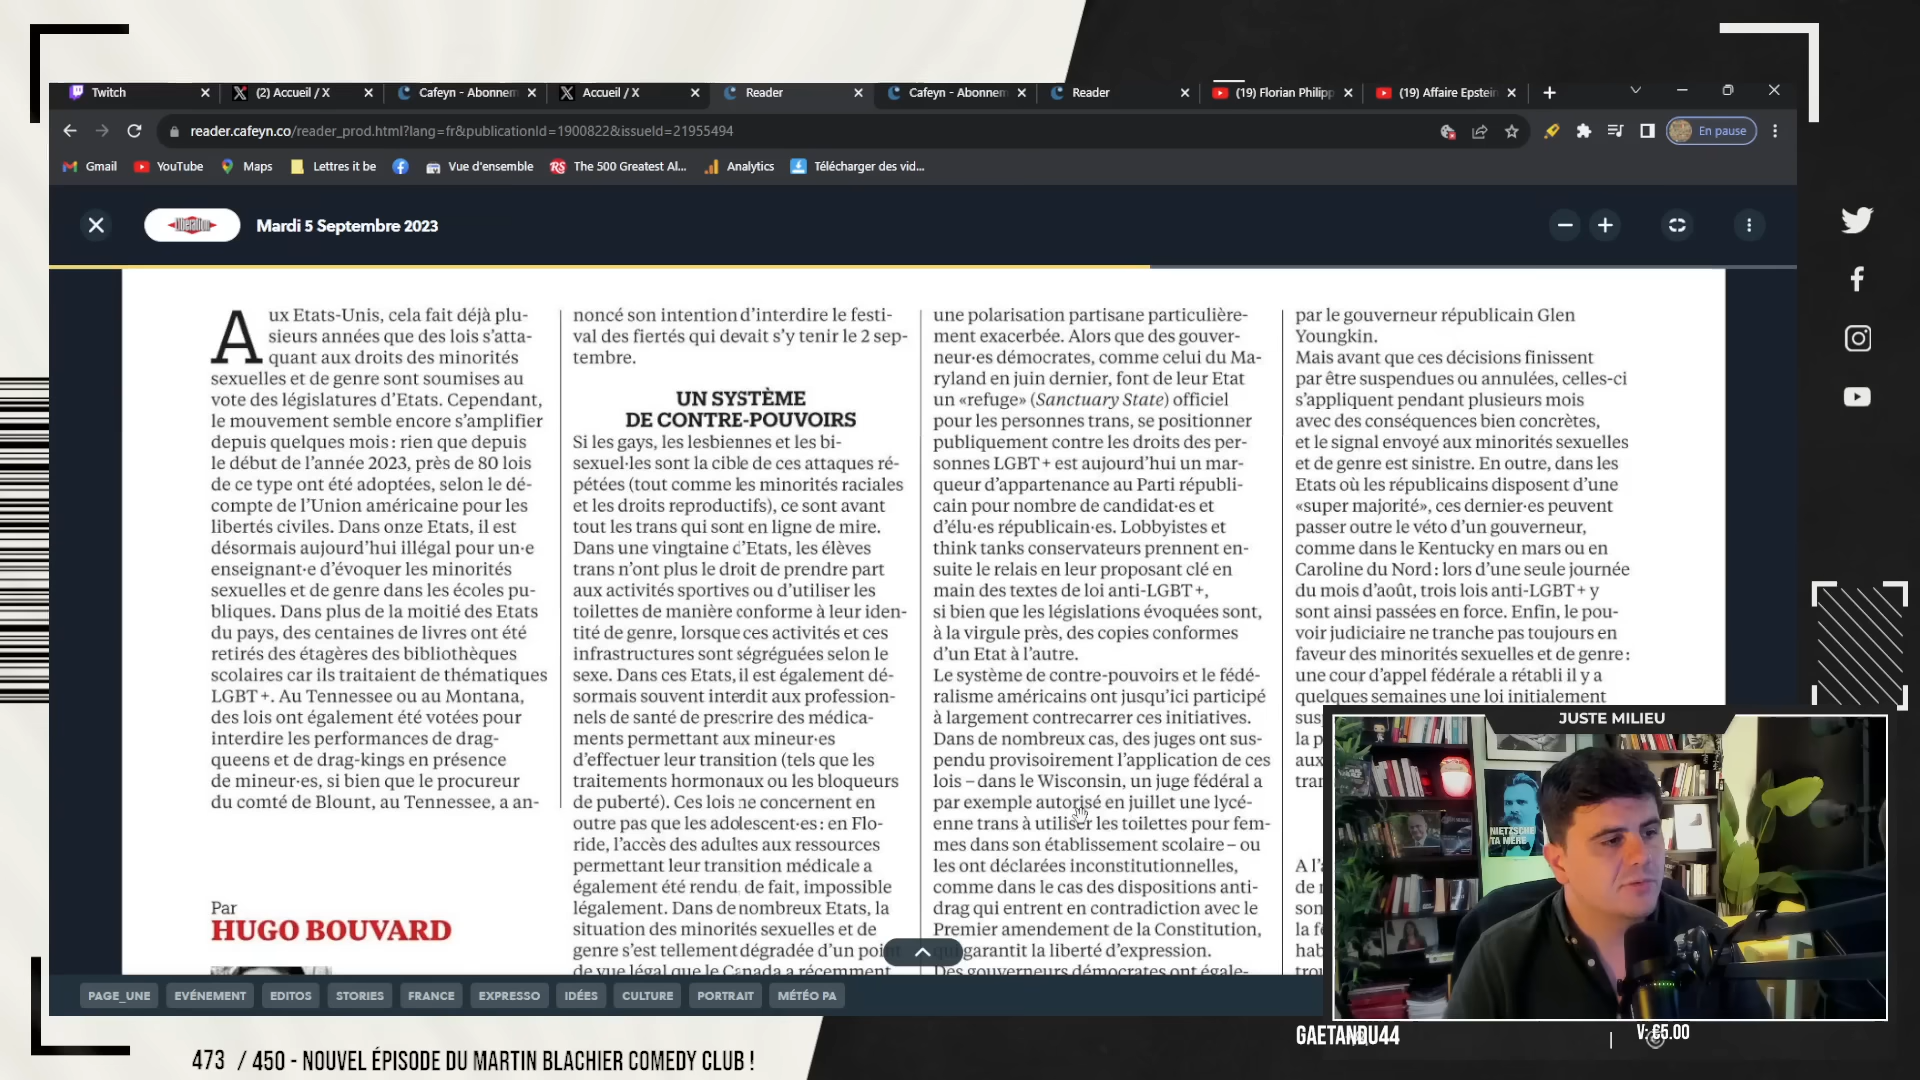 Twitch
(2) Accueil / X
Cafeyn - Abonnem
Accueil / X
Reader
Cafeyn - Abonnem
Reader
(19) Florian Philipp
(19) Affaire Epstein
reader.cafeyn.co/reader_prod.html?lang=fr&publicationId=1900822&issueId=21955494
En pause
Gmail
YouTube
Maps
Lettres it be
Vue d'ensemble
The 500 Greatest Al...
Analytics
Télécharger des vid...
Libération
Mardi 5 Septembre 2023
Aux Etats-Unis, cela fait déjà plu-
sieurs années que des lois s'atta-
quant aux droits des minorités
sexuelles et de genre sont soumises au
vote des législatures d'Etats. Cependant,
le mouvement semble encore s'amplifier
depuis quelques mois : rien que depuis
le début de l'année 2023, près de 80 lois
de ce type ont été adoptées, selon le dé-
compte de l'Union américaine pour les
libertés civiles. Dans onze Etats, il est
désormais aujourd'hui illégal pour un·e
enseignant·e d'évoquer les minorités
sexuelles et de genre dans les écoles pu-
bliques. Dans plus de la moitié des Etats
du pays, des centaines de livres ont été
retirés des étagères des bibliothèques
scolaires car ils traitaient de thématiques
LGBT+. Au Tennessee ou au Montana,
des lois ont également été votées pour
interdire les performances de drag-
queens et de drag-kings en présence
de mineur·es, si bien que le procureur
du comté de Blount, au Tennessee, a an-
Par
HUGO BOUVARD
noncé son intention d'interdire le festi-
val des fiertés qui devait s'y tenir le 2 sep-
tembre.
UN SYSTÈME
DE CONTRE-POUVOIRS
Si les gays, les lesbiennes et les bi-
sexuel·les sont la cible de ces attaques ré-
pétées (tout comme les minorités raciales
et les droits reproductifs), ce sont avant
tout les trans qui sont en ligne de mire.
Dans une vingtaine d'Etats, les élèves
trans n'ont plus le droit de prendre part
aux activités sportives ou d'utiliser les
toilettes de manière conforme à leur iden-
tité de genre, lorsque ces activités et ces
infrastructures sont ségréguées selon le
sexe. Dans ces Etats, il est également dé-
sormais souvent interdit aux profession-
nels de santé de prescrire des médica-
ments permettant aux mineur·es
d'effectuer leur transition (tels que les
traitements hormonaux ou les bloqueurs
de puberté). Ces lois ne concernent en
outre pas que les adolescent·es : en Flo-
ride, l'accès des adultes aux ressources
permettant leur transition médicale a
également été rendu, de fait, impossible
légalement. Dans de nombreux Etats, la
situation des minorités sexuelles et de
genre s'est tellement dégradée d'un point
de vue légal que le Canada a récemment
une polarisation partisane particulière-
ment exacerbée. Alors que des gouver-
neur·es démocrates, comme celui du Ma-
ryland en juin dernier, font de leur Etat
un «refuge» (Sanctuary State) officiel
pour les personnes trans, se positionner
publiquement contre les droits des per-
sonnes LGBT+ est aujourd'hui un mar-
queur d'appartenance au Parti républi-
cain pour nombre de candidat·es et
d'élu·es républicain·es. Lobbyistes et
think tanks conservateurs prennent en-
suite le relais en leur proposant clé en
main des textes de loi anti-LGBT+,
si bien que les législations évoquées sont,
à la virgule près, des copies conformes
d'un Etat à l'autre.
Le système de contre-pouvoirs et le fédé-
ralisme américains ont jusqu'ici participé
à largement contrecarrer ces initiatives.
Dans de nombreux cas, des juges ont sus-
pendu provisoirement l'application de ces
lois – dans le Wisconsin, un juge fédéral a
par exemple autorisé en juillet une lycé-
enne trans à utiliser les toilettes pour fem-
mes dans son établissement scolaire – ou
les ont déclarées inconstitutionnelles,
comme dans le cas des dispositions anti-
drag qui entrent en contradiction avec le
Premier amendement de la Constitution,
qui garantit la liberté d'expression.
Des gouverneurs démocrates ont égale-
par le gouverneur républicain Glen
Youngkin.
Mais avant que ces décisions finissent
par être suspendues ou annulées, celles-ci
s'appliquent pendant plusieurs mois
avec des conséquences bien concrètes,
et le signal envoyé aux minorités sexuelles
et de genre est sinistre. En outre, dans les
Etats où les républicains disposent d'une
«super majorité», ces dernier·es peuvent
passer outre le véto d'un gouverneur,
comme dans le Kentucky en mars ou en
Caroline du Nord : lors d'une seule journée
du mois d'août, trois lois anti-LGBT+ y
sont ainsi passées en force. Enfin, le pou-
voir judiciaire ne tranche pas toujours en
faveur des minorités sexuelles et de genre :
une cour d'appel fédérale a rétabli il y a
quelques semaines une loi initialement
sus
la p
aux
tran
A l'
de
son
la f
hab
trou
PAGE_UNE
EVÉNEMENT
EDITOS
STORIES
FRANCE
EXPRESSO
IDÉES
CULTURE
PORTRAIT
MÉTÉO PA
JUSTE MILIEU
NIETZSCHE
TA MÈRE
GAETANDU44
V: €5.00
473 / 450 - NOUVEL ÉPISODE DU MARTIN BLACHIER COMEDY CLUB !